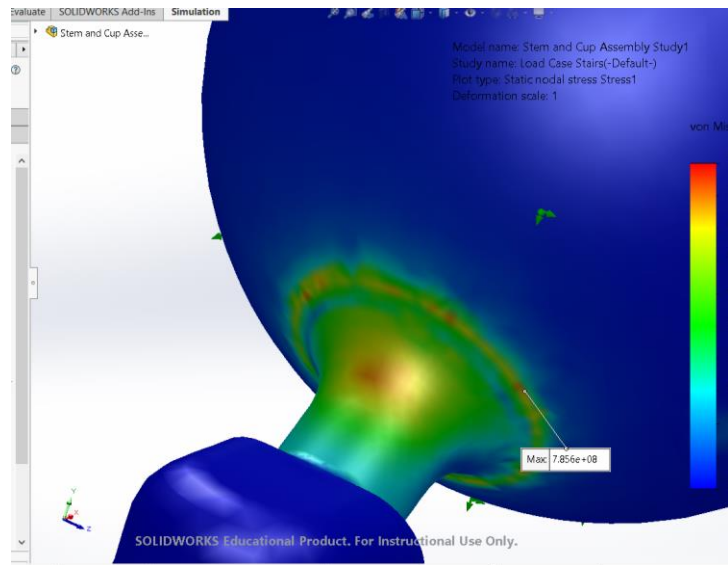 Evaluate SOLIDWORKS Add-Ins Simulation
Stem and Cup Asse...
Model name: Stem and Cup Assembly Study1
Study name: Load Case Stairs(-Default-)
Plot type: Static nodal stress Stress1
Deformation scale: 1
von Mis
Max: 7.856e+08
Y
X
Z
SOLIDWORKS Educational Product. For Instructional Use Only.